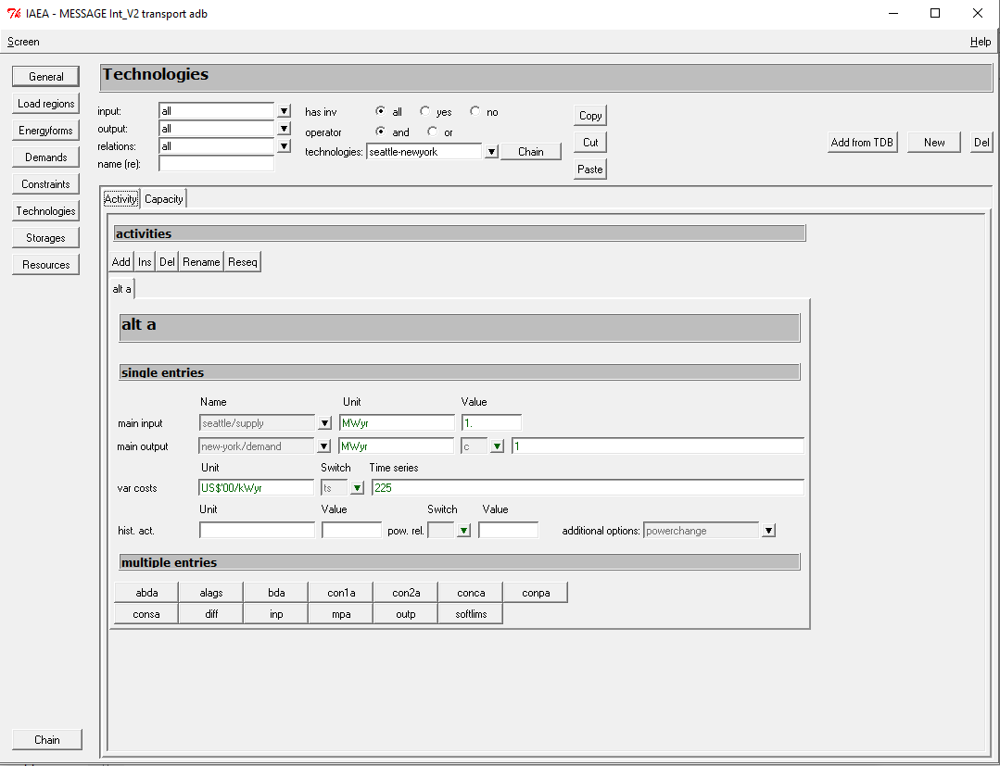 IAEA - MESSAGE Int_V2 transport adb
Screen Help
General
Load regions
Energyforms
Demands
Constraints
Technologies
Storages
Resources
Chain
Technologies
input: all has inv all yes no
output: all operator and or
relations: all technologies: seattle-newyork Chain
name (re):
Copy
Cut
Paste
Add from TDB New Del
Activity Capacity
activities
Add Ins Del Rename Reseq
alt a
alt a
single entries
Name Unit Value
main input seattle/supply MWyr 1.
main output new-york/demand MWyr c 1
Unit Switch Time series
var costs US$'00/kWyr ts 225
Unit Value Switch Value
hist. act. pow. rel. additional options: powerchange
multiple entries
abda alags bda con1a con2a conca conpa
consa diff inp mpa outp softlims